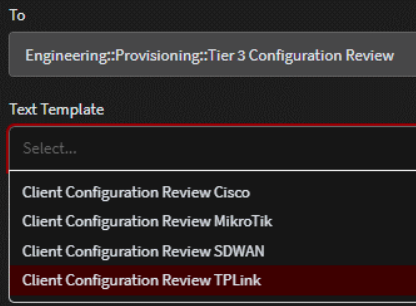 To
Engineering::Provisioning::Tier 3 Configuration Review
Text Template
Select...
Client Configuration Review Cisco
Client Configuration Review MikroTik
Client Configuration Review SDWAN
Client Configuration Review TPLink